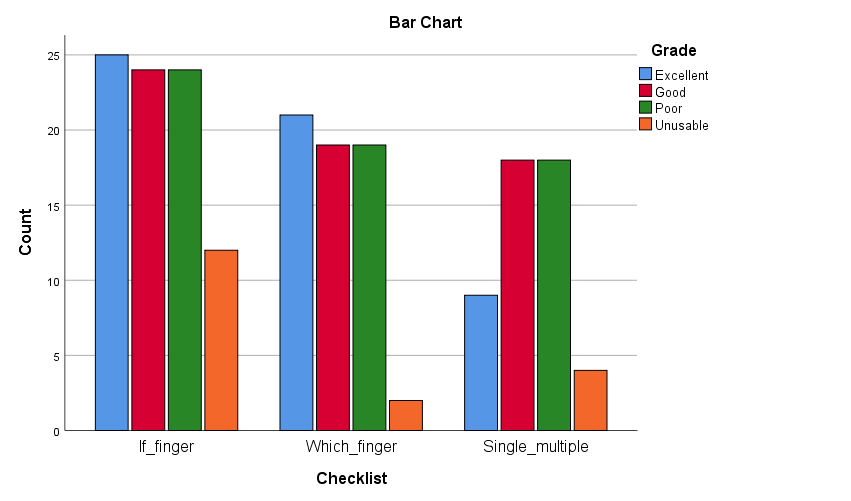 Bar Chart
Grade
Excellent
Good
Poor
Unusable
Count
25
20
15
10
5
0
If_finger
Which_finger
Single_multiple
Checklist